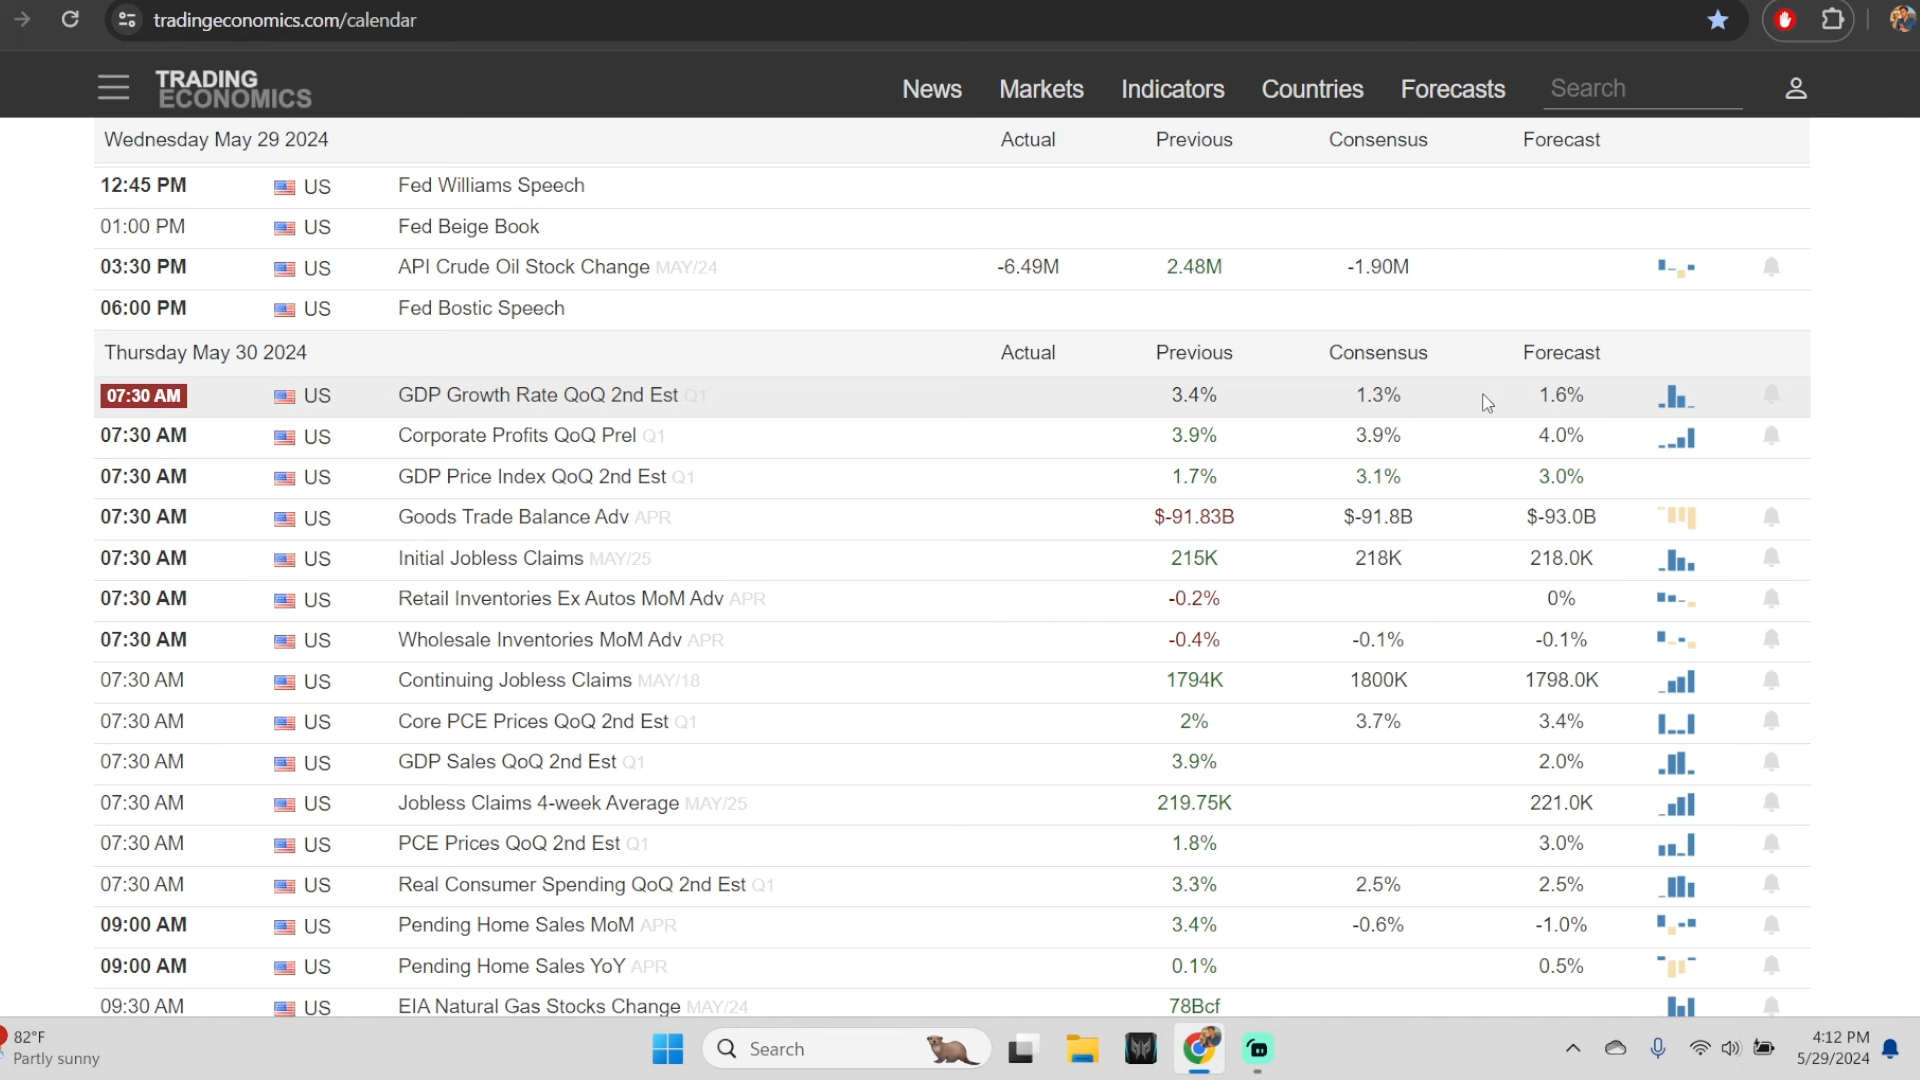 tradingeconomics.com/calendar
TRADING
ECONOMICS
News Markets Indicators Countries Forecasts Search
Wednesday May 29 2024 Actual Previous Consensus Forecast
12:45 PM US Fed Williams Speech
01:00 PM US Fed Beige Book
03:30 PM US API Crude Oil Stock Change MAY/24 -6.49M 2.48M -1.90M
06:00 PM US Fed Bostic Speech
Thursday May 30 2024 Actual Previous Consensus Forecast
07:30 AM US GDP Growth Rate QoQ 2nd Est Q1 3.4% 1.3% 1.6%
07:30 AM US Corporate Profits QoQ Prel Q1 3.9% 3.9% 4.0%
07:30 AM US GDP Price Index QoQ 2nd Est Q1 1.7% 3.1% 3.0%
07:30 AM US Goods Trade Balance Adv APR $-91.83B $-91.8B $-93.0B
07:30 AM US Initial Jobless Claims MAY/25 215K 218K 218.0K
07:30 AM US Retail Inventories Ex Autos MoM Adv APR -0.2% 0%
07:30 AM US Wholesale Inventories MoM Adv APR -0.4% -0.1% -0.1%
07:30 AM US Continuing Jobless Claims MAY/18 1794K 1800K 1798.0K
07:30 AM US Core PCE Prices QoQ 2nd Est Q1 2% 3.7% 3.4%
07:30 AM US GDP Sales QoQ 2nd Est Q1 3.9% 2.0%
07:30 AM US Jobless Claims 4-week Average MAY/25 219.75K 221.0K
07:30 AM US PCE Prices QoQ 2nd Est Q1 1.8% 3.0%
07:30 AM US Real Consumer Spending QoQ 2nd Est Q1 3.3% 2.5% 2.5%
09:00 AM US Pending Home Sales MoM APR 3.4% -0.6% -1.0%
09:00 AM US Pending Home Sales YoY APR 0.1% 0.5%
09:30 AM US EIA Natural Gas Stocks Change MAY/24 78Bcf
82°F
Partly sunny
Search
4:12 PM
5/29/2024